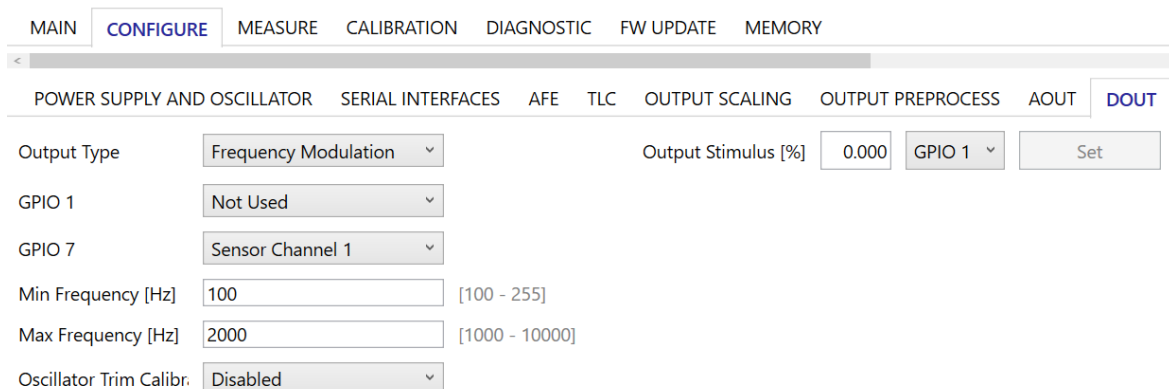 MAIN CONFIGURE MEASURE CALIBRATION DIAGNOSTIC FW UPDATE MEMORY
POWER SUPPLY AND OSCILLATOR SERIAL INTERFACES AFE TLC OUTPUT SCALING OUTPUT PREPROCESS AOUT DOUT
Output Type Frequency Modulation Output Stimulus [%] 0.000 GPIO 1 Set
GPIO 1 Not Used
GPIO 7 Sensor Channel 1
Min Frequency [Hz] 100 [100 - 255]
Max Frequency [Hz] 2000 [1000 - 10000]
Oscillator Trim Calibr Disabled